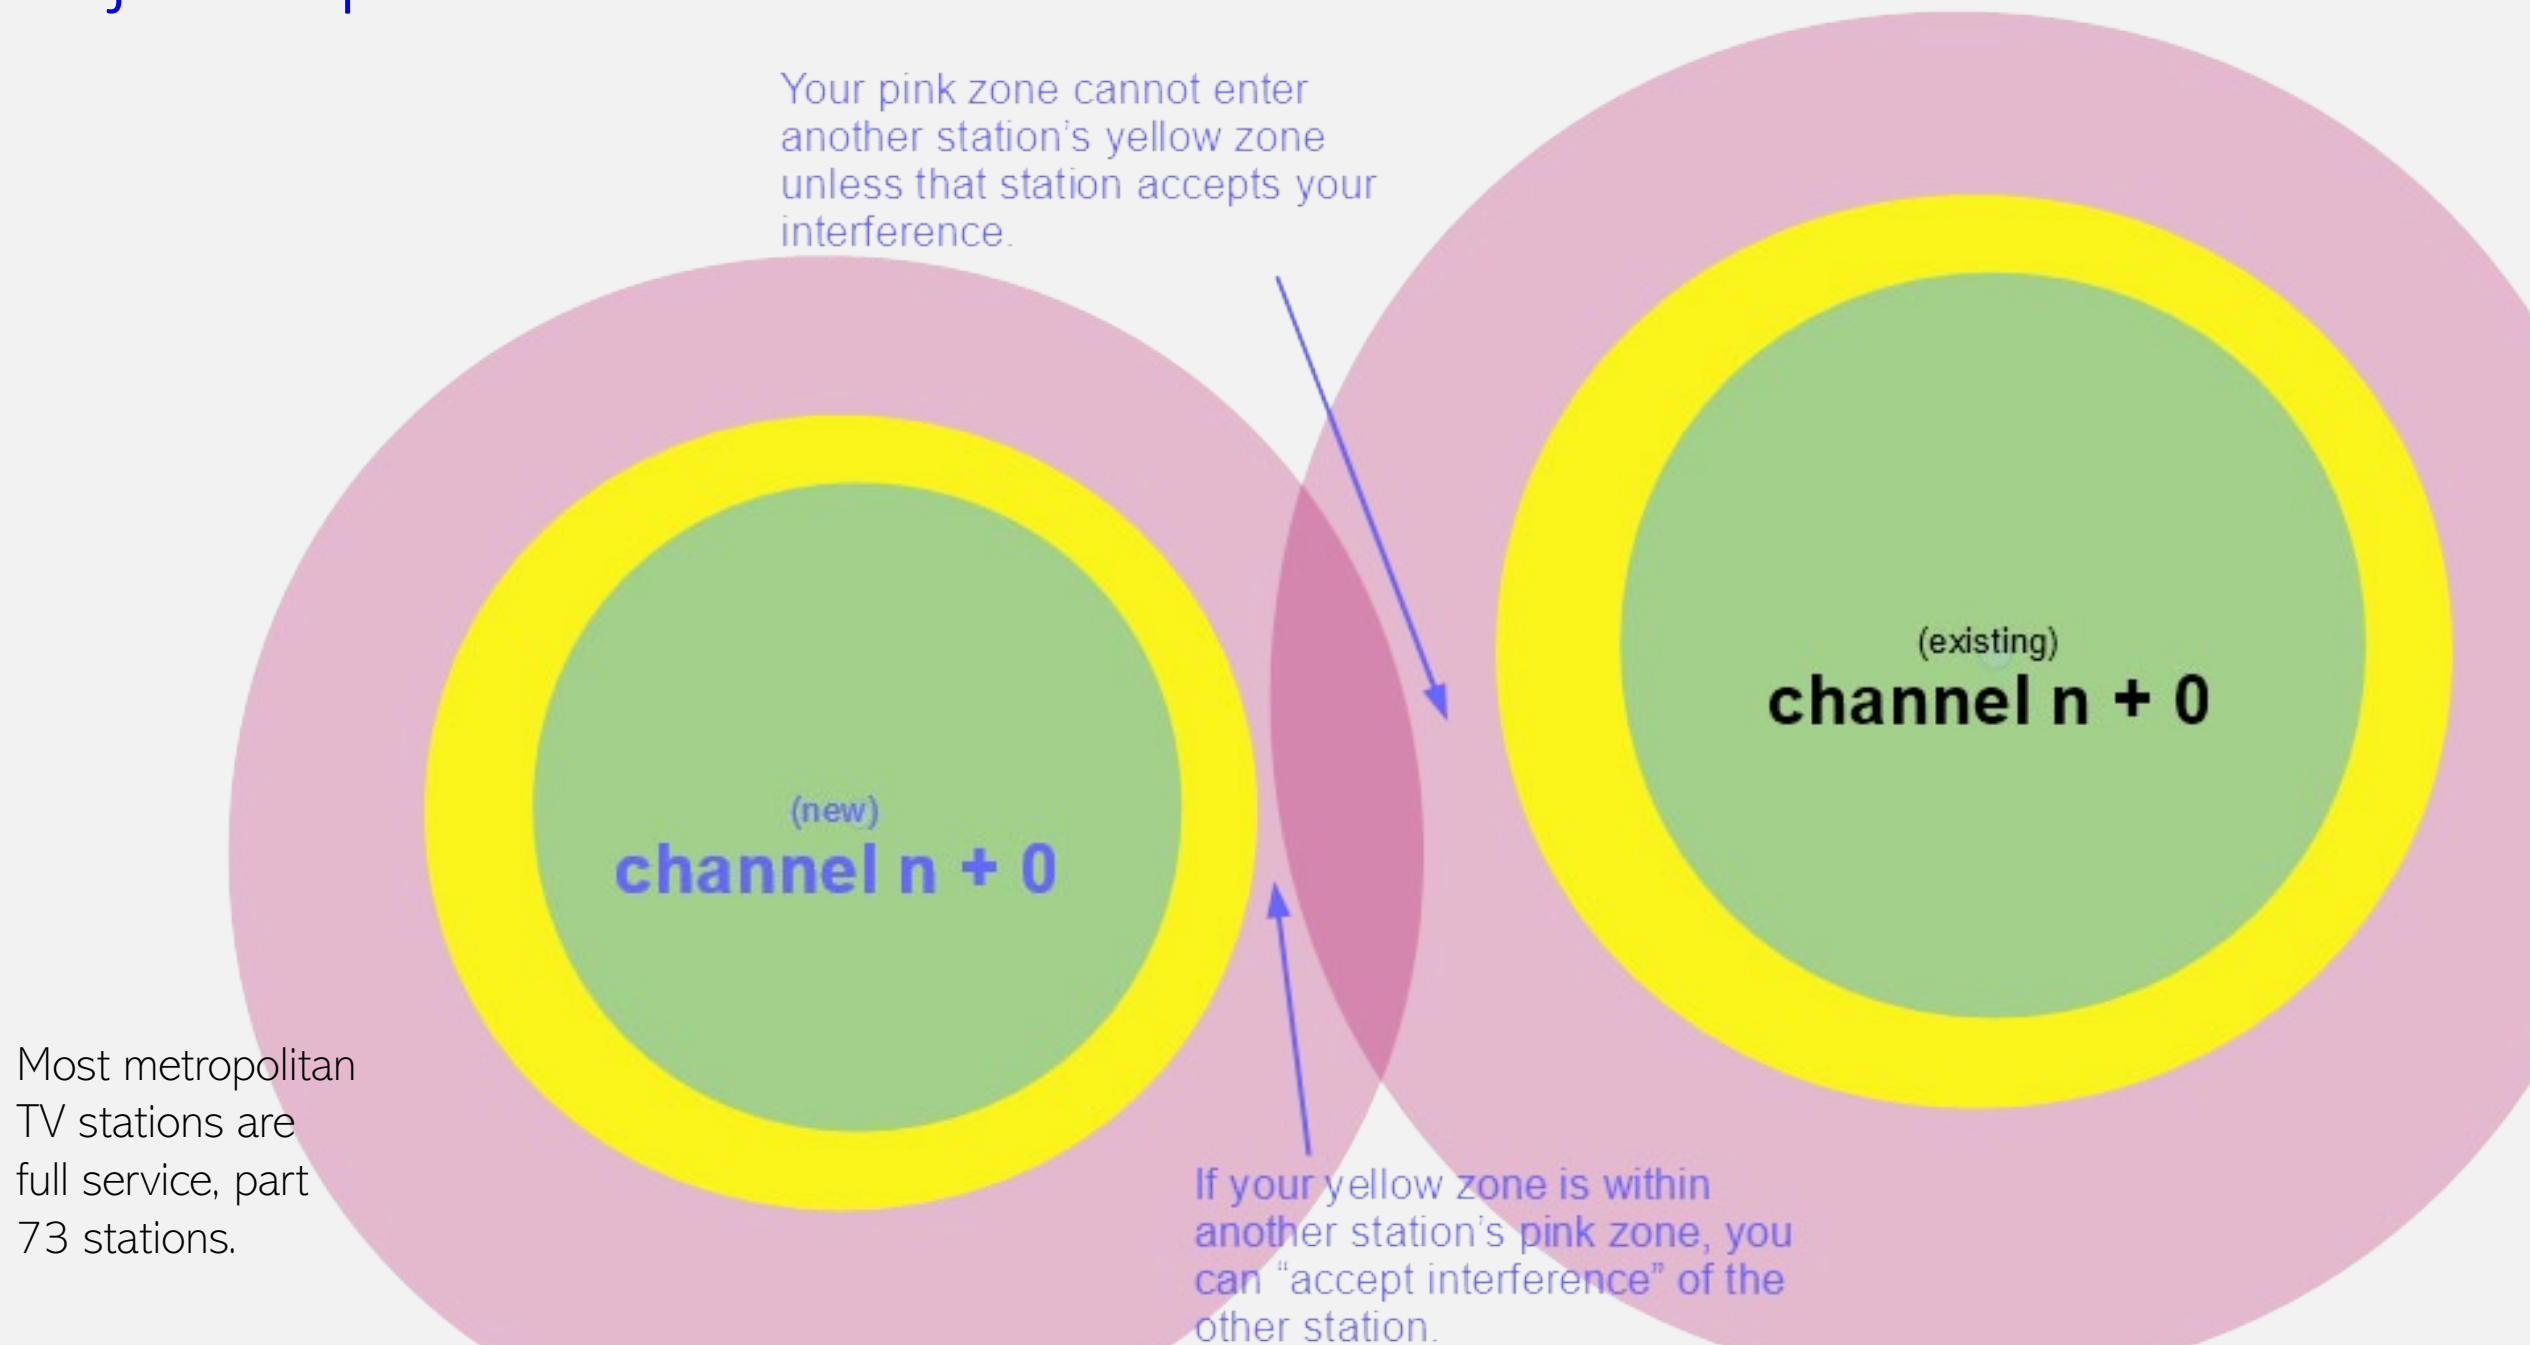 Your pink zone cannot enter
another station's yellow zone
unless that station accepts your
interference.
(existing)
channel n + 0
(new)
channel n + 0
Most metropolitan
TV stations are
full service, part
73 stations.
If your yellow zone is within
another station's pink zone, you
can “accept interference” of the
other station.